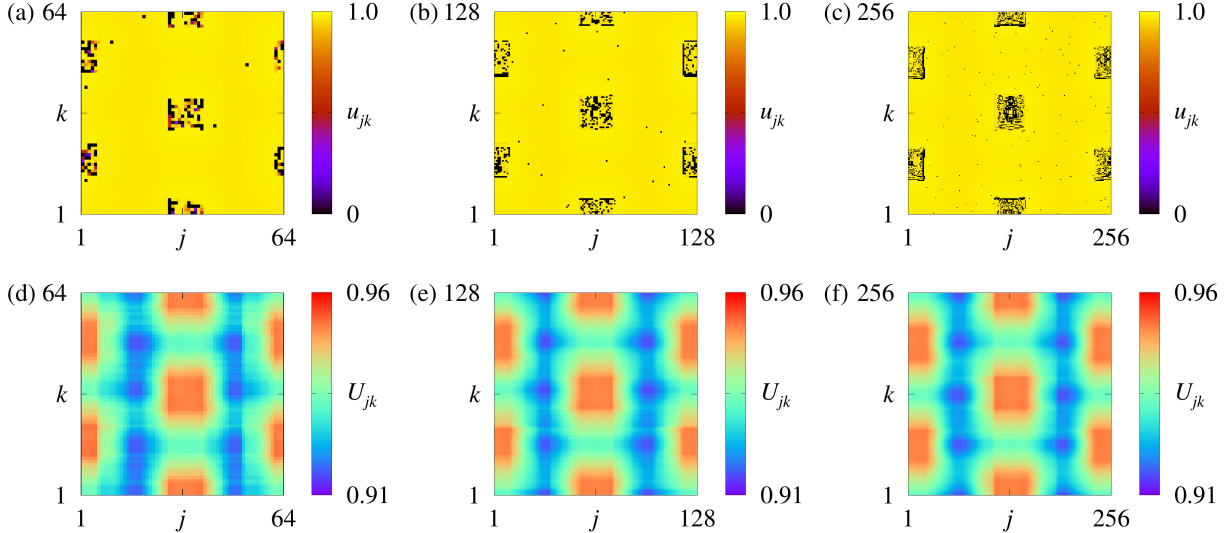 (a) 64 1.0 (b) 128 1.0 (c) 256 1.0
k u_jk k u_jk k u_jk
1 0 1 0 1 0
1 j 64 1 j 128 1 j 256
(d) 64 0.96 (e) 128 0.96 (f) 256 0.96
k U_jk k U_jk k U_jk
1 0.91 1 0.91 1 0.91
1 j 64 1 j 128 1 j 256